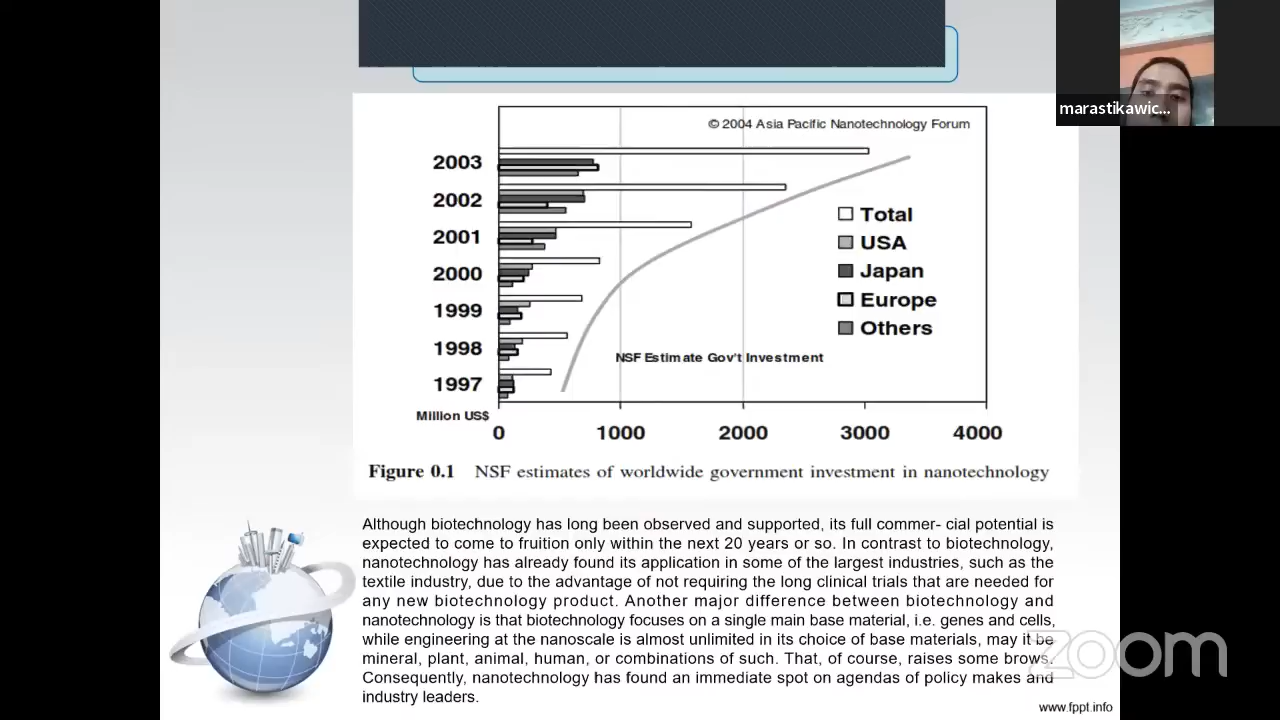 marastikawic...
© 2004 Asia Pacific Nanotechnology Forum
2003
2002
2001
2000
1999
1998
1997
Total
USA
Japan
Europe
Others
NSF Estimate Gov't Investment
Million US$
0 1000 2000 3000 4000
Figure 0.1 NSF estimates of worldwide government investment in nanotechnology
Although biotechnology has long been observed and supported, its full commer- cial potential is
expected to come to fruition only within the next 20 years or so. In contrast to biotechnology,
nanotechnology has already found its application in some of the largest industries, such as the
textile industry, due to the advantage of not requiring the long clinical trials that are needed for
any new biotechnology product. Another major difference between biotechnology and
nanotechnology is that biotechnology focuses on a single main base material, i.e. genes and cells,
while engineering at the nanoscale is almost unlimited in its choice of base materials, may it be
mineral, plant, animal, human, or combinations of such. That, of course, raises some brows.
Consequently, nanotechnology has found an immediate spot on agendas of policy makes and
industry leaders.
zoom
www.fppt.info